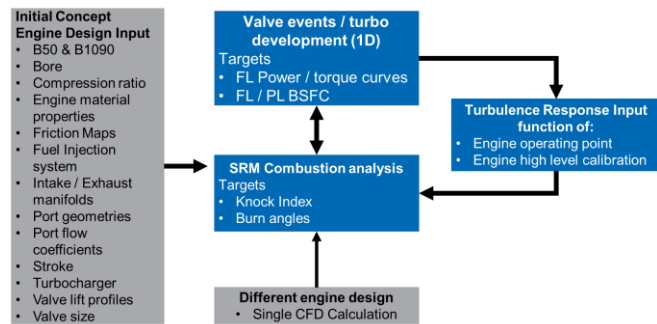 Initial Concept
Engine Design Input
• B50 & B1090
• Bore
• Compression ratio
• Engine material
properties
• Friction Maps
• Fuel Injection
system
• Intake / Exhaust
manifolds
• Port geometries
• Port flow
coefficients
• Stroke
• Turbocharger
• Valve lift profiles
• Valve size
Valve events / turbo
development (1D)
Targets
• FL Power / torque curves
• FL / PL BSFC
Turbulence Response Input
function of:
• Engine operating point
• Engine high level calibration
SRM Combustion analysis
Targets
• Knock Index
• Burn angles
Different engine design
• Single CFD Calculation